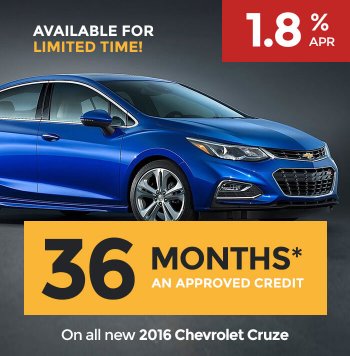 AVAILABLE FOR
LIMITED TIME!
1.8 %
APR
36 MONTHS*
AN APPROVED CREDIT
On all new 2016 Chevrolet Cruze